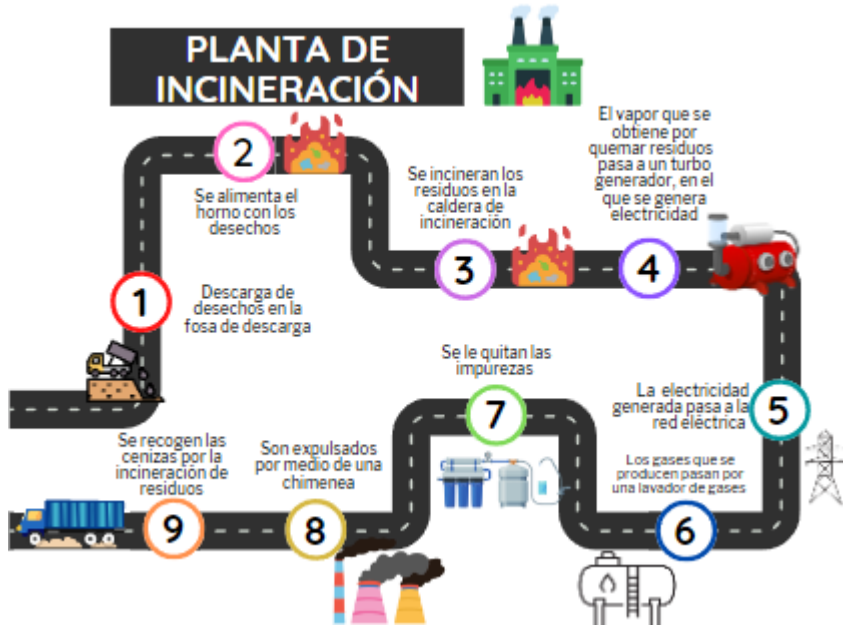 PLANTA DE
INCINERACIÓN
1
Descarga de
desechos en la
fosa de descarga
2
Se alimenta el
horno con los
desechos
3
Se incineran los
residuos en la
caldera de
incineración
4
El vapor que se
obtiene por
quemar residuos
pasa a un turbo
generador, en el
que se genera
electricidad
5
La electricidad
generada pasa a la
red eléctrica
6
Los gases que se
producen pasan por
una lavador de gases
7
Se le quitan las
impurezas
8
Son expulsados
por medio de una
chimenea
9
Se recogen las
cenizas por la
incineración de
residuos